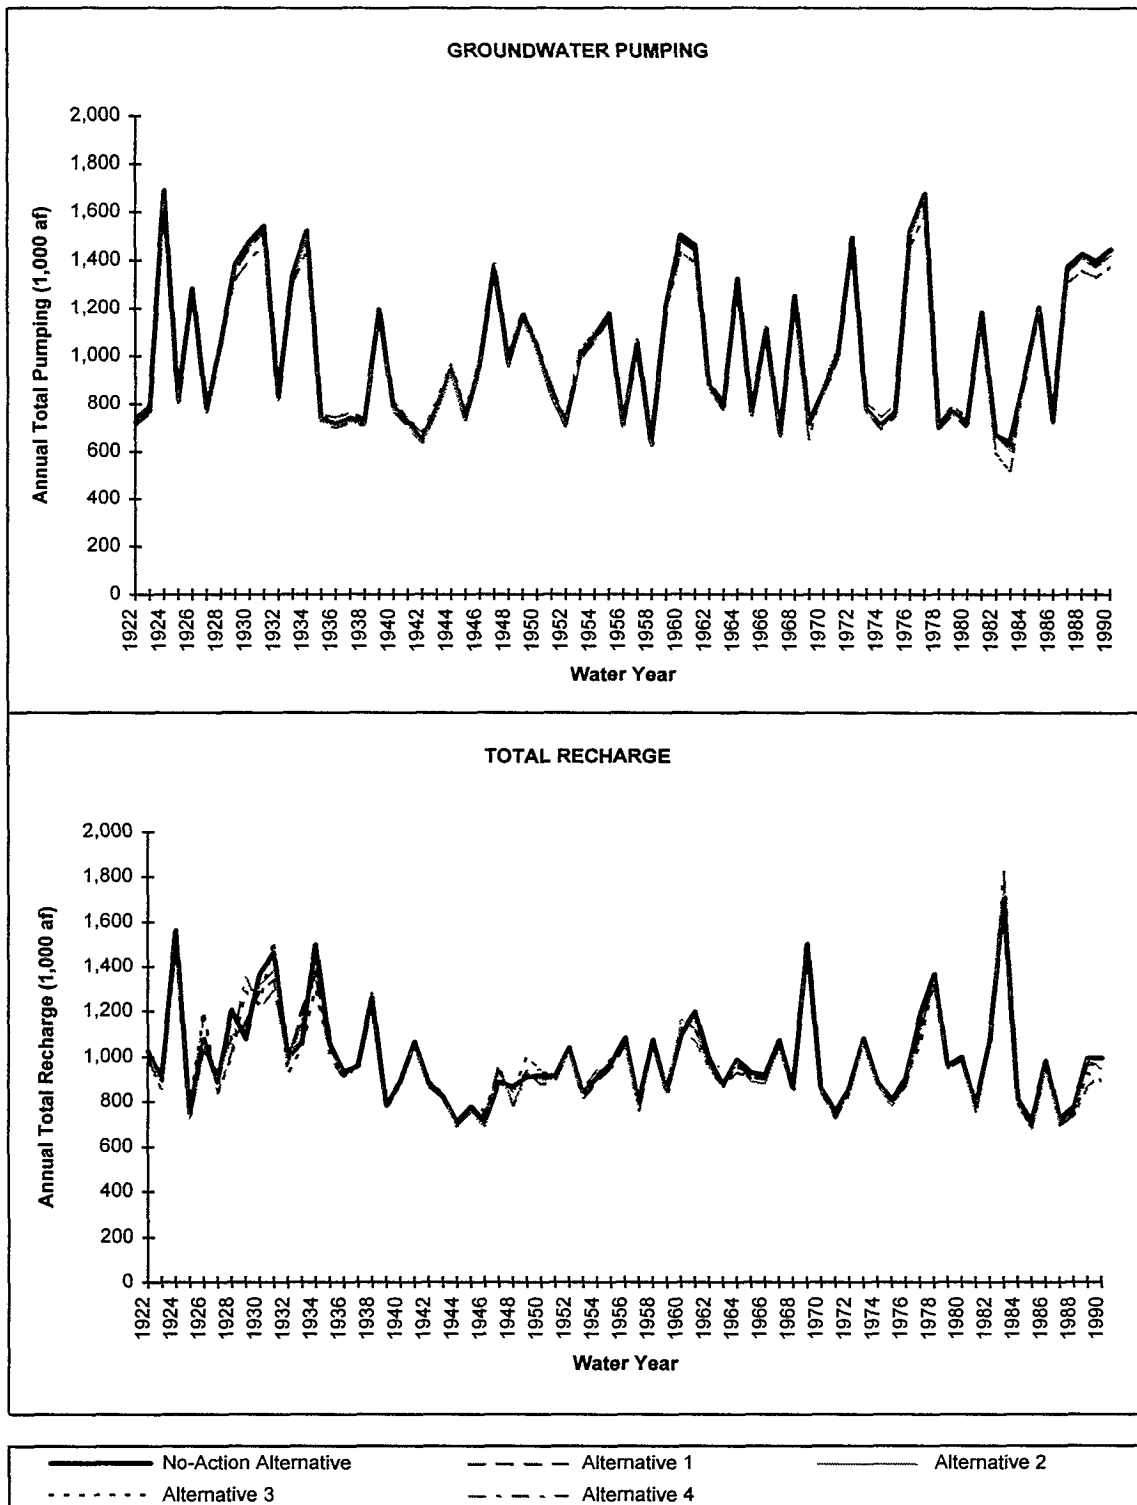 GROUNDWATER PUMPING
2,000
1,800
1,600
1,400
1,200
1,000
800
600
400
200
0
Annual Total Pumping (1,000 af)
1922 1924 1926 1928 1930 1932 1934 1936 1938 1940 1942 1944 1946 1948 1950 1952 1954 1956 1958 1960 1962 1964 1966 1968 1970 1972 1974 1976 1978 1980 1982 1984 1986 1988 1990
Water Year
TOTAL RECHARGE
2,000
1,800
1,600
1,400
1,200
1,000
800
600
400
200
0
Annual Total Recharge (1,000 af)
1922 1924 1926 1928 1930 1932 1934 1936 1938 1940 1942 1944 1946 1948 1950 1952 1954 1956 1958 1960 1962 1964 1966 1968 1970 1972 1974 1976 1978 1980 1982 1984 1986 1988 1990
Water Year
No-Action Alternative Alternative 1 Alternative 2
Alternative 3 Alternative 4